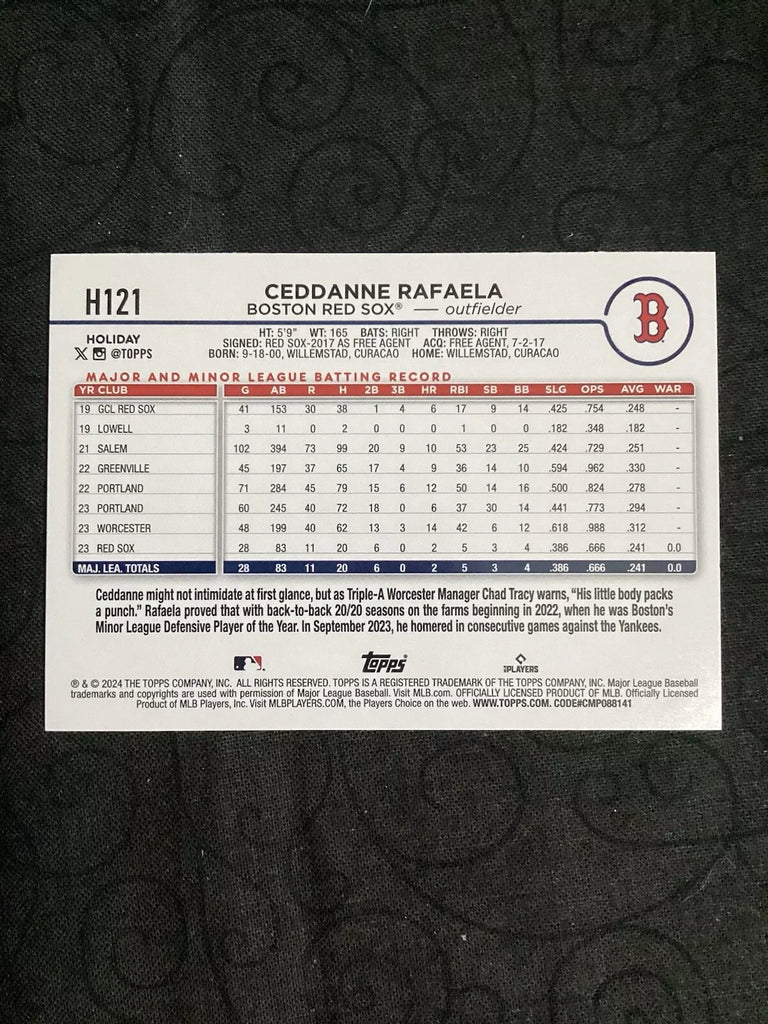 H121
CEDDANNE RAFAELA
BOSTON RED SOX® — outfielder
B
HOLIDAY
@TOPPS
HT: 5'9" WT: 165 BATS: RIGHT THROWS: RIGHT
SIGNED: RED SOX-2017 AS FREE AGENT ACQ: FREE AGENT, 7-2-17
BORN: 9-18-00, WILLEMSTAD, CURACAO HOME: WILLEMSTAD, CURACAO
MAJOR AND MINOR LEAGUE BATTING RECORD
YR CLUB G AB R H 2B 3B HR RBI SB BB SLG OPS AVG WAR
19 GCL RED SOX 41 153 30 38 1 4 6 17 9 14 .425 .754 .248 -
19 LOWELL 3 11 0 2 0 0 0 1 0 0 .182 .348 .182 -
21 SALEM 102 394 73 99 20 9 10 53 23 25 .424 .729 .251 -
22 GREENVILLE 45 197 37 65 17 4 9 36 14 10 .594 .962 .330 -
22 PORTLAND 71 284 45 79 15 6 12 50 14 16 .500 .824 .278 -
23 PORTLAND 60 245 40 72 18 0 6 37 30 14 .441 .773 .294 -
23 WORCESTER 48 199 40 62 13 3 14 42 6 12 .618 .988 .312 -
23 RED SOX 28 83 11 20 6 0 2 5 3 4 .386 .666 .241 0.0
MAJ. LEA. TOTALS 28 83 11 20 6 0 2 5 3 4 .386 .666 .241 0.0
Ceddanne might not intimidate at first glance, but as Triple-A Worcester Manager Chad Tracy warns, "His little body packs
a punch." Rafaela proved that with back-to-back 20/20 seasons on the farms beginning in 2022, when he was Boston's
Minor League Defensive Player of the Year. In September 2023, he homered in consecutive games against the Yankees.
Topps®
PLAYERS
® & © 2024 THE TOPPS COMPANY, INC. ALL RIGHTS RESERVED. TOPPS IS A REGISTERED TRADEMARK OF THE TOPPS COMPANY, INC. Major League Baseball
trademarks and copyrights are used with permission of Major League Baseball. Visit MLB.com. OFFICIALLY LICENSED PRODUCT OF MLB. Officially Licensed
Product of MLB Players, Inc. Visit MLBPLAYERS.COM, the Players Choice on the web. WWW.TOPPS.COM. CODE#CMP088141